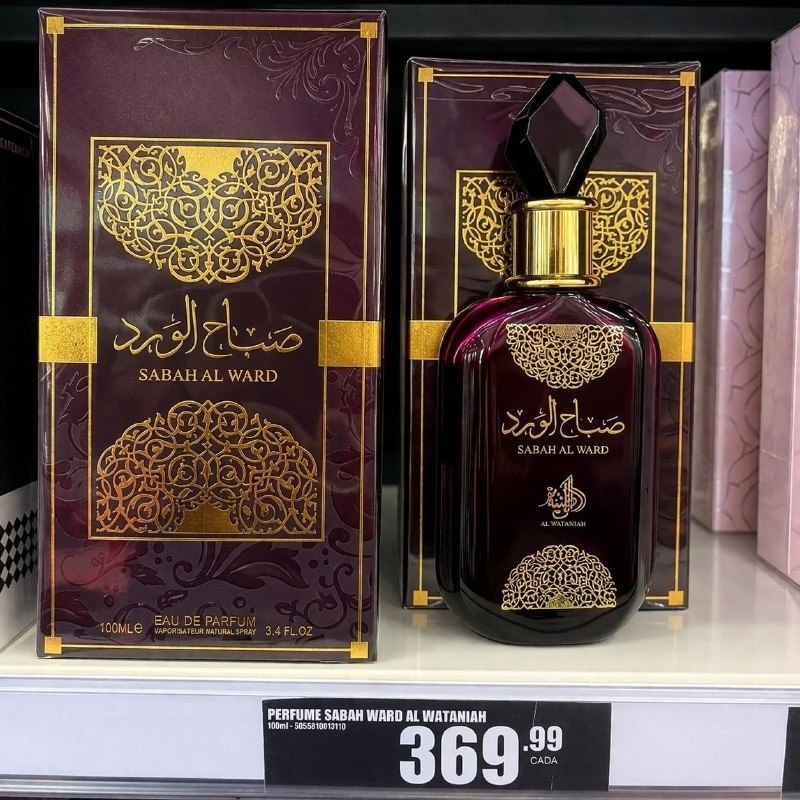 صباح الورد
SABAH AL WARD
100MLe EAU DE PARFUM
VAPORISATEUR NATURAL SPRAY 3.4 FL.OZ
صباح الورد
SABAH AL WARD
الوطنية
AL WATANIAH
PERFUME SABAH WARD AL WATANIAH
100ml - 5055810013110
369.99
CADA